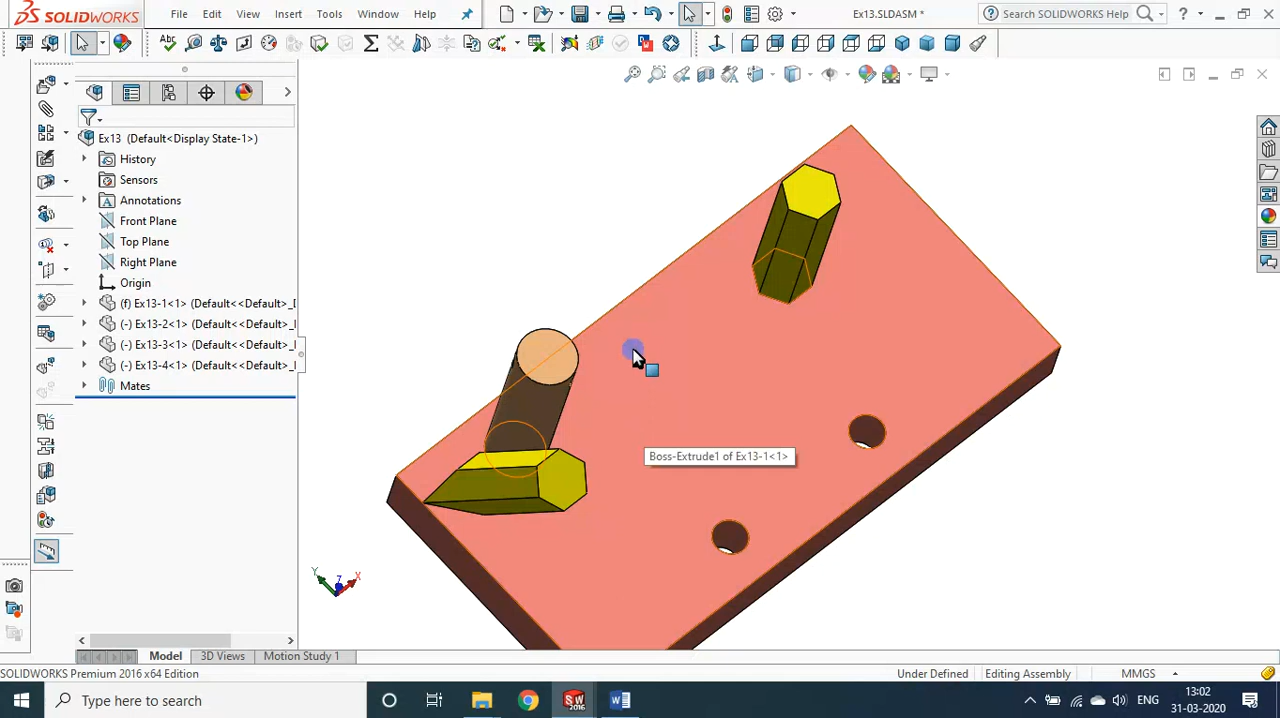 SOLIDWORKS File Edit View Insert Tools Window Help Ex13.SLDASM * Search SOLIDWORKS Help ?
Ex13 (Default<Display State-1>)
History
Sensors
Annotations
Front Plane
Top Plane
Right Plane
Origin
(f) Ex13-1<1> (Default<<Default>_
(-) Ex13-2<1> (Default<<Default>_
(-) Ex13-3<1> (Default<<Default>_
(-) Ex13-4<1> (Default<<Default>_
Mates
Boss-Extrude1 of Ex13-1<1>
Y Z X
Model 3D Views Motion Study 1
SOLIDWORKS Premium 2016 x64 Edition Under Defined Editing Assembly MMGS
Type here to search SW 2016 W ENG 13:02
31-03-2020